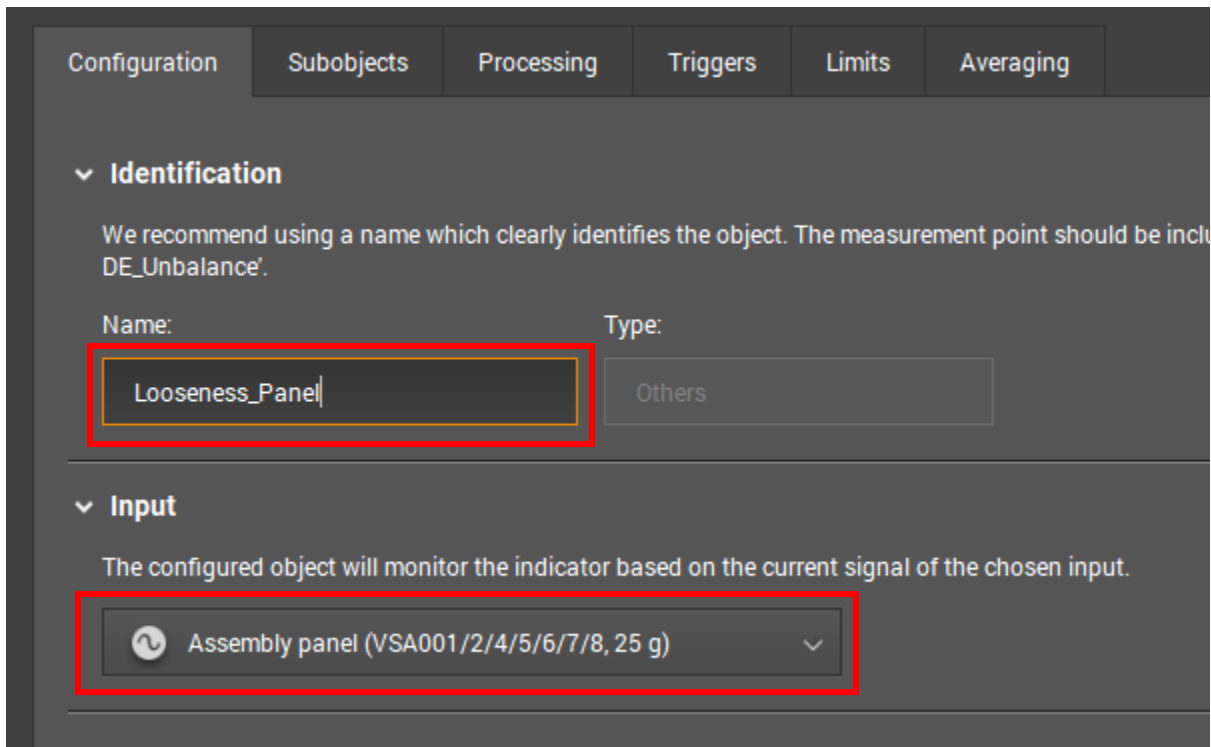 Configuration Subobjects Processing Triggers Limits Averaging
Identification
We recommend using a name which clearly identifies the object. The measurement point should be
DE_Unbalance'.
Name: Type:
Looseness_Panel Others
Input
The configured object will monitor the indicator based on the current signal of the chosen input.
Assembly panel (VSA001/2/4/5/6/7/8, 25 g)